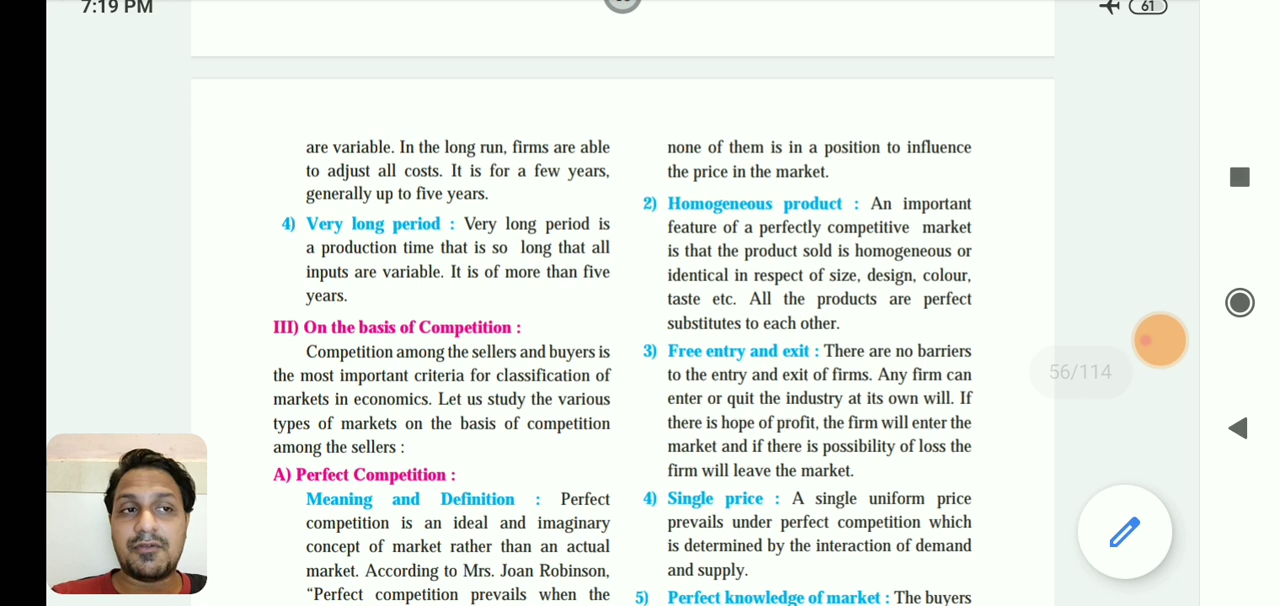 7:19 PM
61
are variable. In the long run, firms are able
to adjust all costs. It is for a few years,
generally up to five years.
4) Very long period : Very long period is
a production time that is so long that all
inputs are variable. It is of more than five
years.
III) On the basis of Competition :
Competition among the sellers and buyers is
the most important criteria for classification of
markets in economics. Let us study the various
types of markets on the basis of competition
among the sellers :
A) Perfect Competition :
Meaning and Definition : Perfect
competition is an ideal and imaginary
concept of market rather than an actual
market. According to Mrs. Joan Robinson,
“Perfect competition prevails when the
none of them is in a position to influence
the price in the market.
2) Homogeneous product : An important
feature of a perfectly competitive market
is that the product sold is homogeneous or
identical in respect of size, design, colour,
taste etc. All the products are perfect
substitutes to each other.
3) Free entry and exit : There are no barriers
to the entry and exit of firms. Any firm can
enter or quit the industry at its own will. If
there is hope of profit, the firm will enter the
market and if there is possibility of loss the
firm will leave the market.
4) Single price : A single uniform price
prevails under perfect competition which
is determined by the interaction of demand
and supply.
5) Perfect knowledge of market : The buyers
56/114